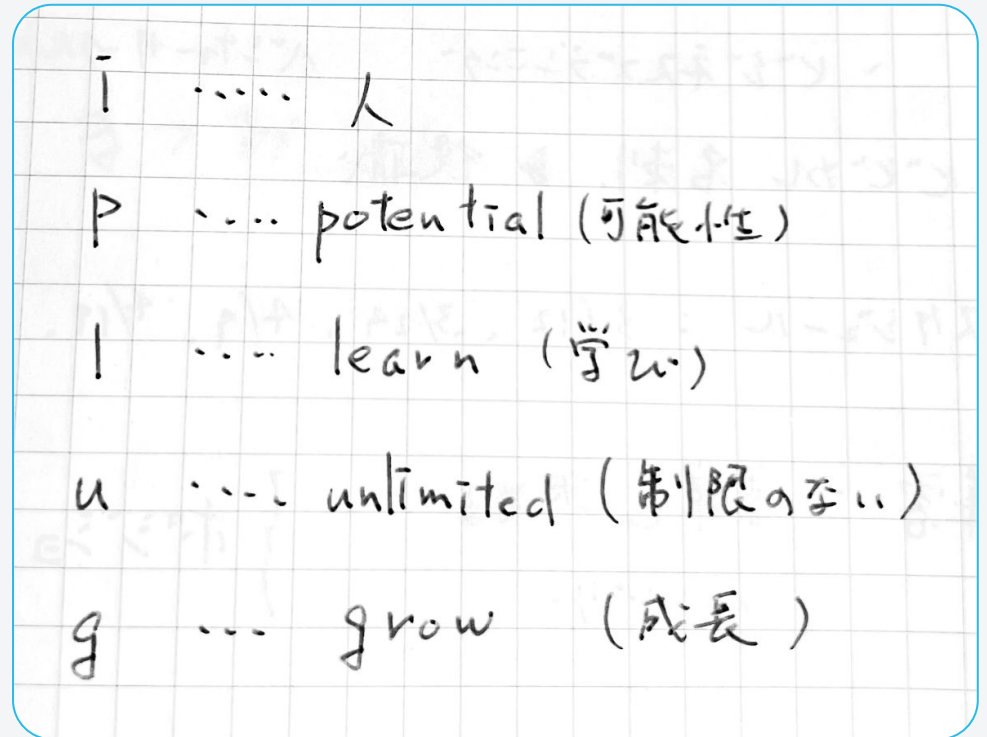 i ..... 人
p ..... potential (可能性)
l ..... learn (学び)
u ..... unlimited (制限のない)
g ... grow (成長)